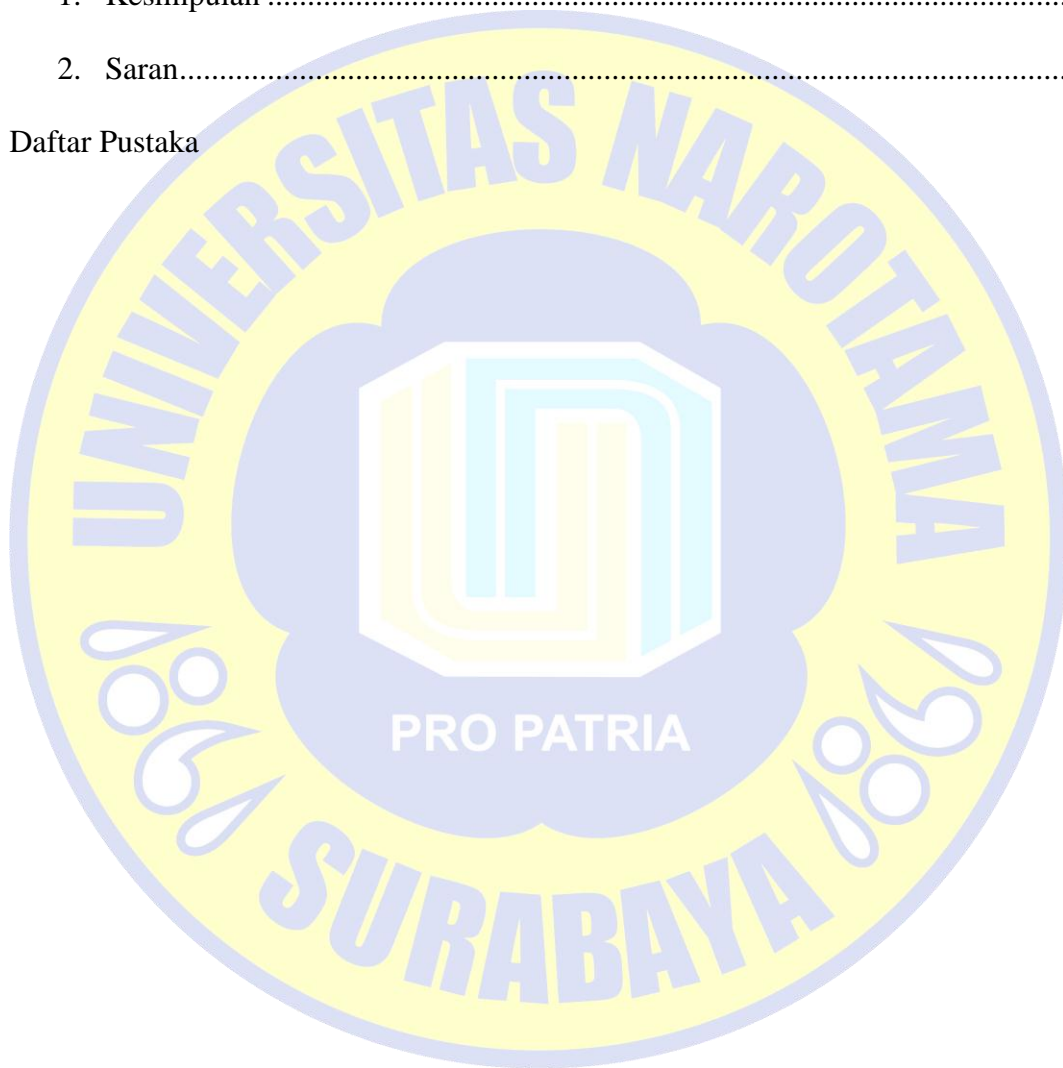 1. Kesimpulan ....................................................................................
2. Saran.............................................................................................
Daftar Pustaka
UNIVERSITAS NAROTAMA
PRO PATRIA
SURABAYA